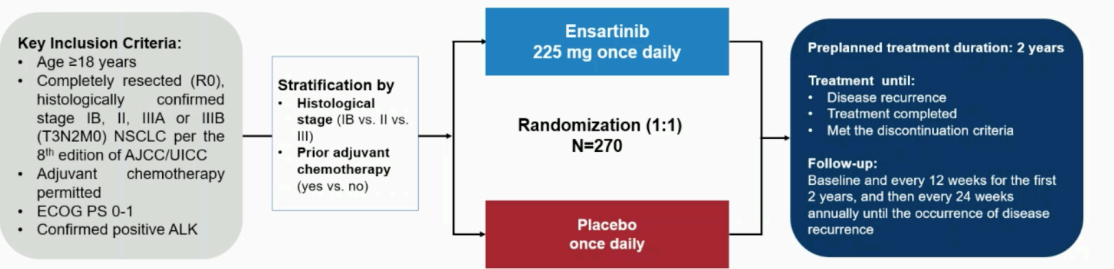 Key Inclusion Criteria:
• Age ≥18 years
• Completely resected (R0),
histologically confirmed
stage IB, II, IIIA or IIIB
(T3N2M0) NSCLC per the
8th edition of AJCC/UICC
• Adjuvant chemotherapy
permitted
• ECOG PS 0-1
• Confirmed positive ALK
Stratification by
• Histological
stage (IB vs. II vs.
III)
• Prior adjuvant
chemotherapy
(yes vs. no)
Ensartinib
225 mg once daily
Randomization (1:1)
N=270
Placebo
once daily
Preplanned treatment duration: 2 years
Treatment until:
• Disease recurrence
• Treatment completed
• Met the discontinuation criteria
Follow-up:
Baseline and every 12 weeks for the first
2 years, and then every 24 weeks
annually until the occurrence of disease
recurrence